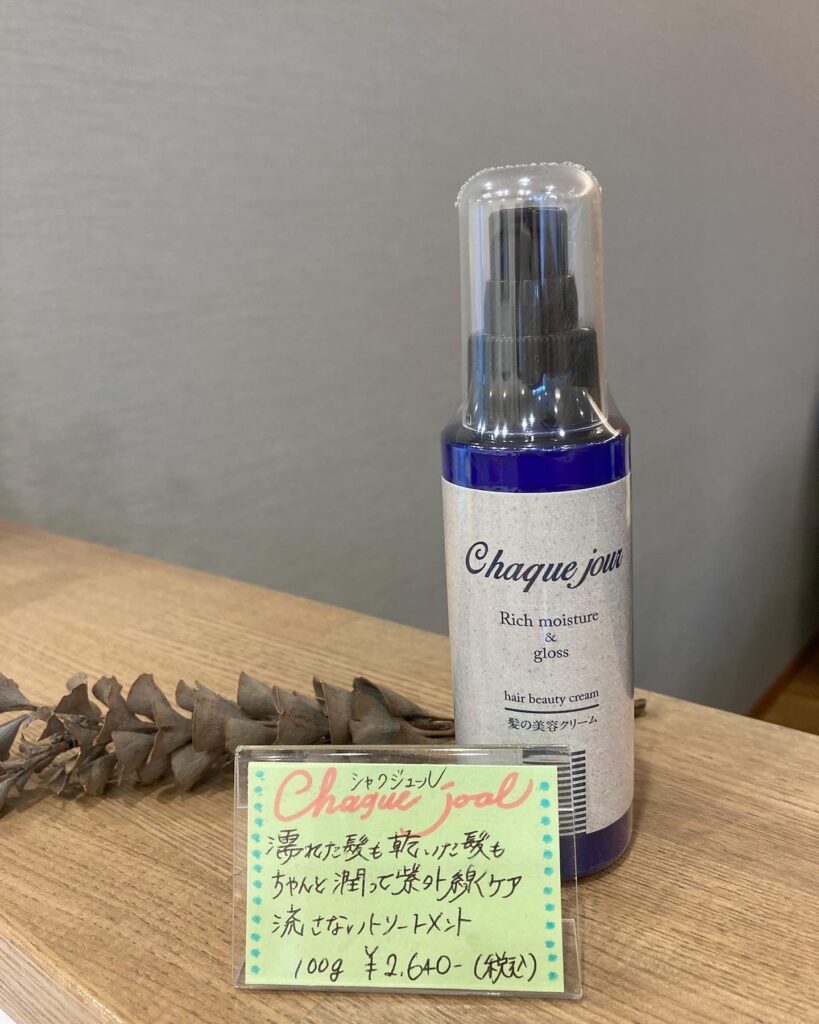 Chaque jour
Rich moisture
&
gloss
hair beauty cream
髪の美容クリーム
シャクジュール
Chaque joal
濡れた髪も乾いた髪も
ちゃんと潤って紫外線くケア
流さないトリートメント
100g ¥2,640-(税込)